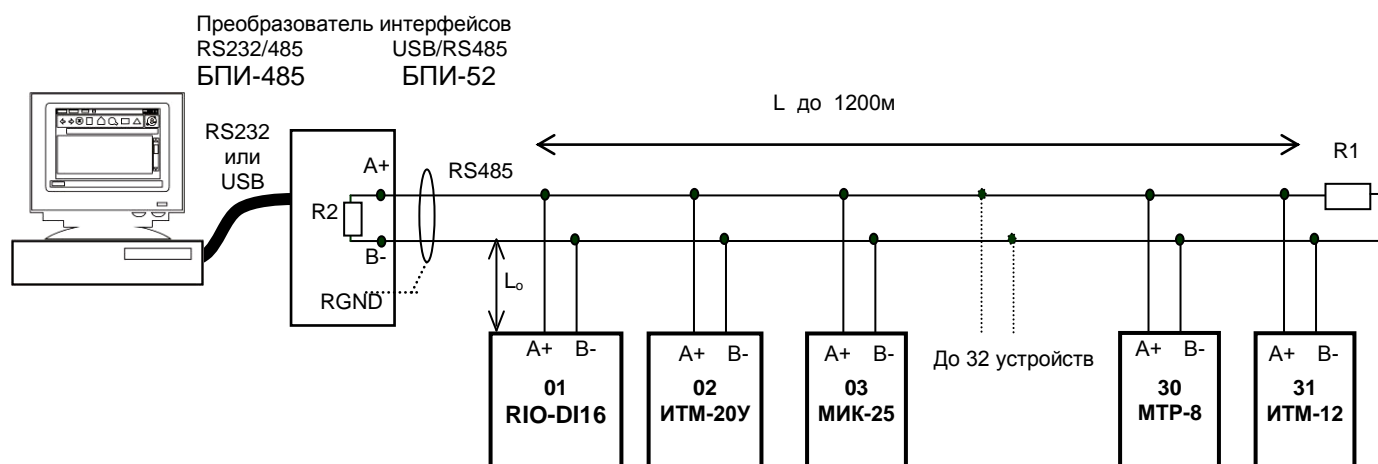 Преобразователь интерфейсов
RS232/485 USB/RS485
БПИ-485 БПИ-52
L до 1200м
RS232
или
USB
A+
RS485
R1
R2
B-
Lo
RGND
A+ B-
01
RIO-DI16
A+ B-
02
ИТМ-20У
A+ B-
03
МИК-25
До 32 устройств
A+ B-
30
МТР-8
A+ B-
31
ИТМ-12